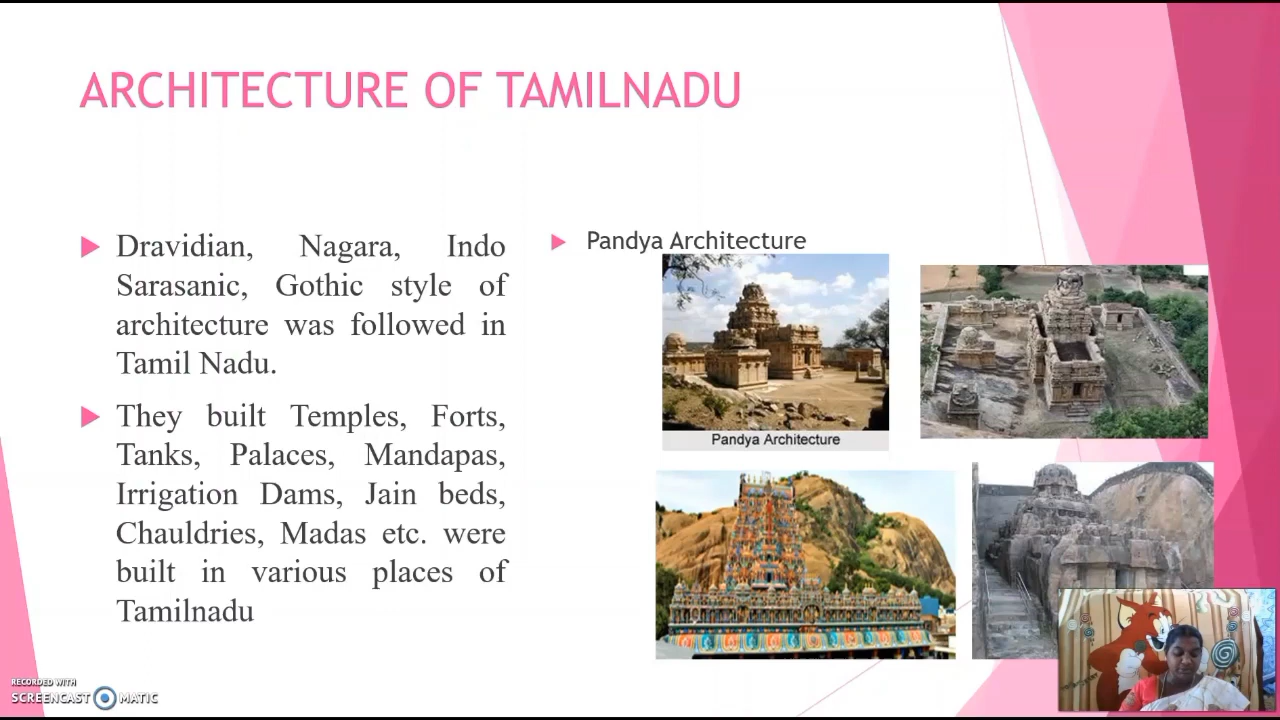 ARCHITECTURE OF TAMILNADU
Dravidian, Nagara, Indo
Sarasanic, Gothic style of
architecture was followed in
Tamil Nadu.
They built Temples, Forts,
Tanks, Palaces, Mandapas,
Irrigation Dams, Jain beds,
Chauldries, Madas etc. were
built in various places of
Tamilnadu
Pandya Architecture
Pandya Architecture
RECORDED WITH
SCREENCAST MATIC